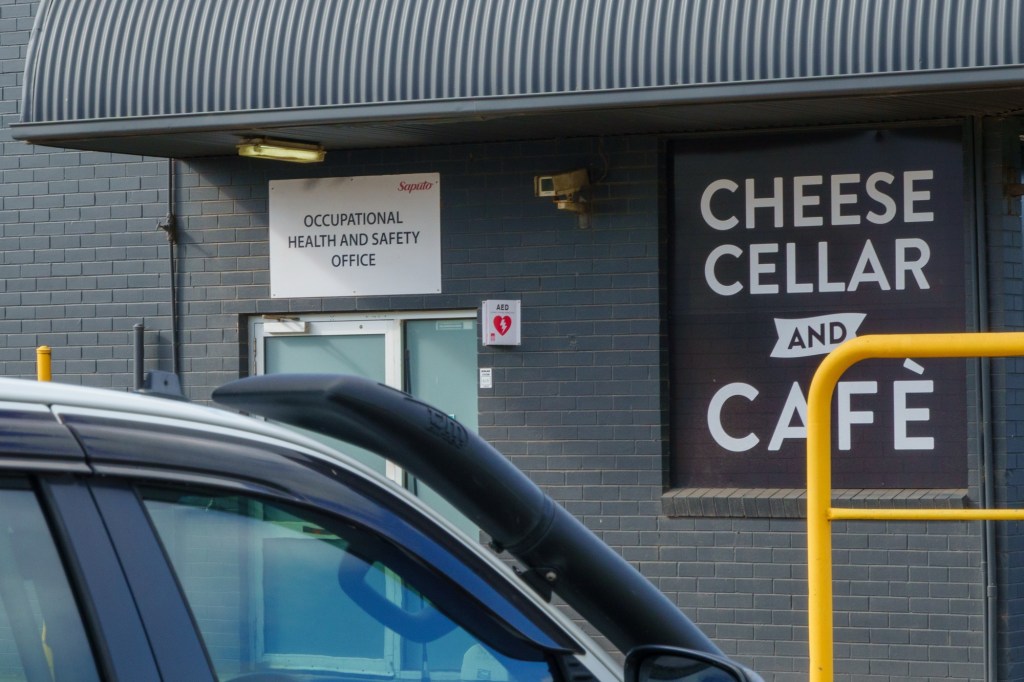 Saputo
OCCUPATIONAL
HEALTH AND SAFETY
OFFICE
AED
CHEESE
CELLAR
AND
CAFÈ